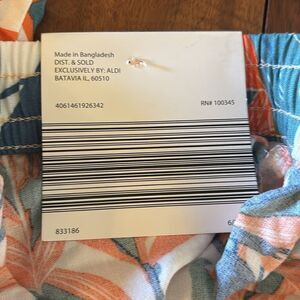 Made in Bangladesh
DIST. & SOLD
EXCLUSIVELY BY: ALDI
BATAVIA IL, 60510
4061461926342 RN# 100345
833186